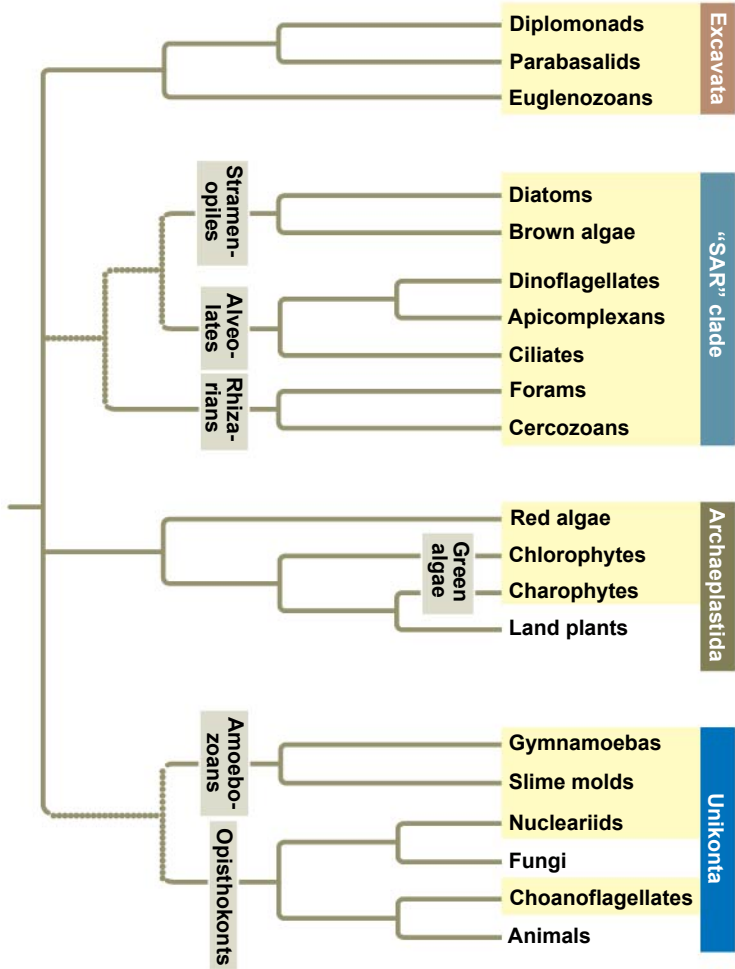 Diplomonads
Parabasalids
Euglenozoans
Excavata
Stramen-
opiles
Alveo-
lates
Rhiza-
rians
Diatoms
Brown algae
Dinoflagellates
Apicomplexans
Ciliates
Forams
Cercozoans
“SAR” clade
Green
algae
Red algae
Chlorophytes
Charophytes
Land plants
Archaeplastida
Amoebo-
zoans
Opisthokonts
Gymnamoebas
Slime molds
Nucleariids
Fungi
Choanoflagellates
Animals
Unikonta